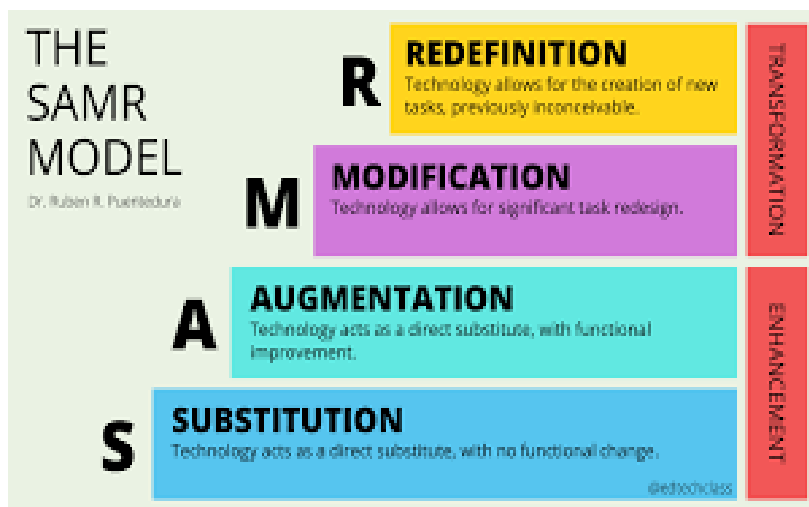 THE
SAMR
MODEL
Dr. Ruben R. Puentedura
R
REDEFINITION
Technology allows for the creation of new
tasks, previously inconceivable.
M
MODIFICATION
Technology allows for significant task redesign.
TRANSFORMATION
A
AUGMENTATION
Technology acts as a direct substitute, with functional
improvement.
S
SUBSTITUTION
Technology acts as a direct substitute, with no functional change.
ENHANCEMENT
@edtechclass